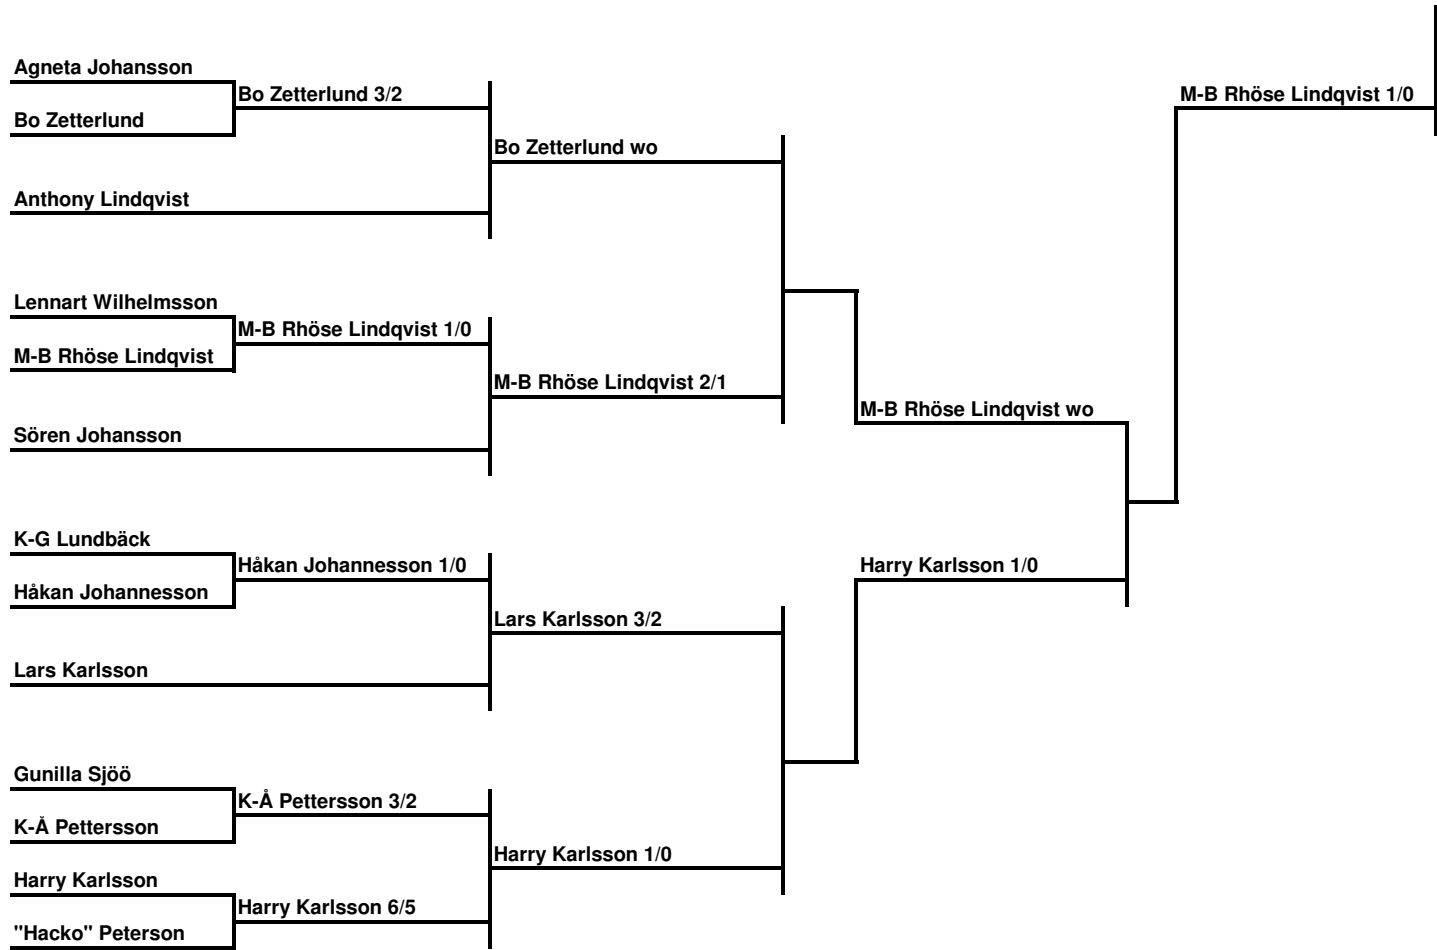 Agneta Johansson
Bo Zetterlund 3/2
M-B Rhöse Lindqvist 1/0
Bo Zetterlund
Bo Zetterlund wo
Anthony Lindqvist
Lennart Wilhelmsson
M-B Rhöse Lindqvist 1/0
M-B Rhöse Lindqvist
M-B Rhöse Lindqvist 2/1
M-B Rhöse Lindqvist wo
Sören Johansson
K-G Lundbäck
Håkan Johannesson 1/0
Harry Karlsson 1/0
Håkan Johannesson
Lars Karlsson 3/2
Lars Karlsson
Gunilla Sjöö
K-Å Pettersson 3/2
K-Å Pettersson
Harry Karlsson 1/0
Harry Karlsson
Harry Karlsson 6/5
"Hacko" Peterson